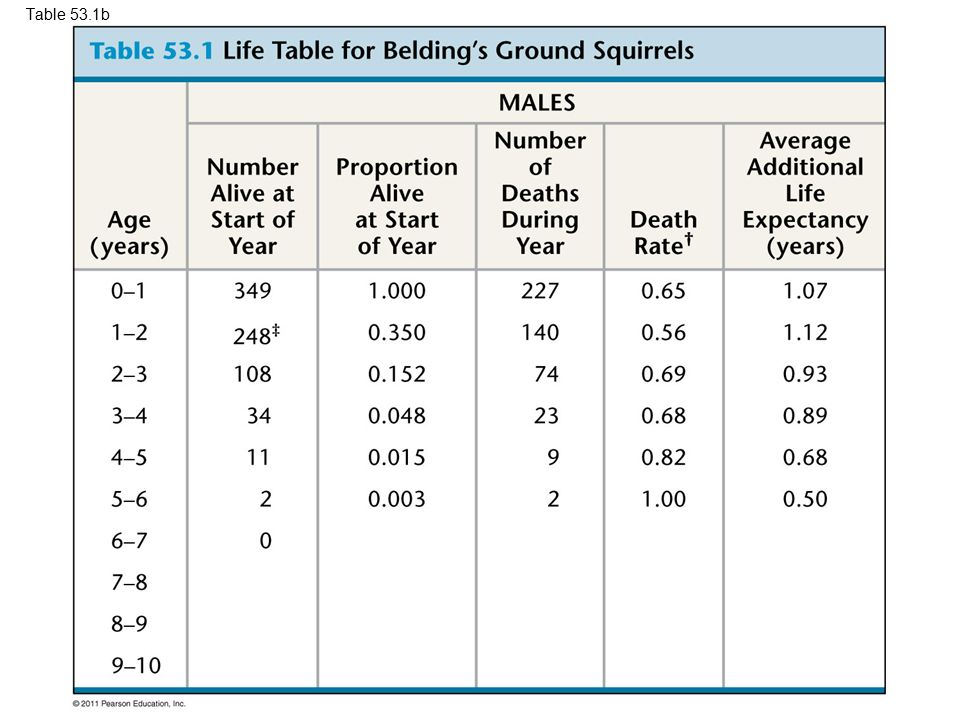 Table 53.1b
Table 53.1 Life Table for Belding's Ground Squirrels
MALES
Age
(years)
Number
Alive at
Start of
Year
Proportion
Alive
at Start
of Year
Number
of
Deaths
During
Year
Death
Rate†
Average
Additional
Life
Expectancy
(years)
0–1 349 1.000 227 0.65 1.07
1–2 248‡ 0.350 140 0.56 1.12
2–3 108 0.152 74 0.69 0.93
3–4 34 0.048 23 0.68 0.89
4–5 11 0.015 9 0.82 0.68
5–6 2 0.003 2 1.00 0.50
6–7 0
7–8
8–9
9–10
© 2011 Pearson Education, Inc.